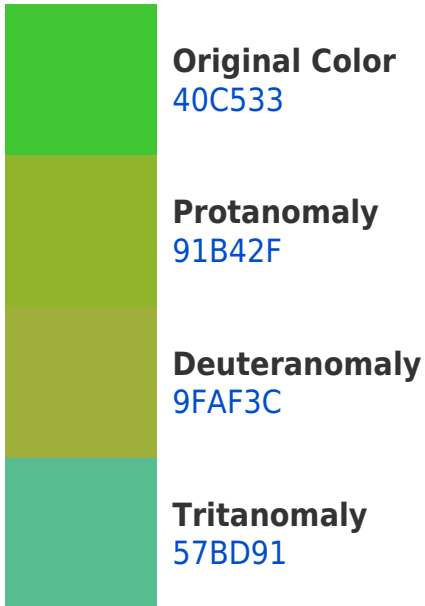 Original Color
40C533
Protanomaly
91B42F
Deuteranomaly
9FAF3C
Tritanomaly
57BD91